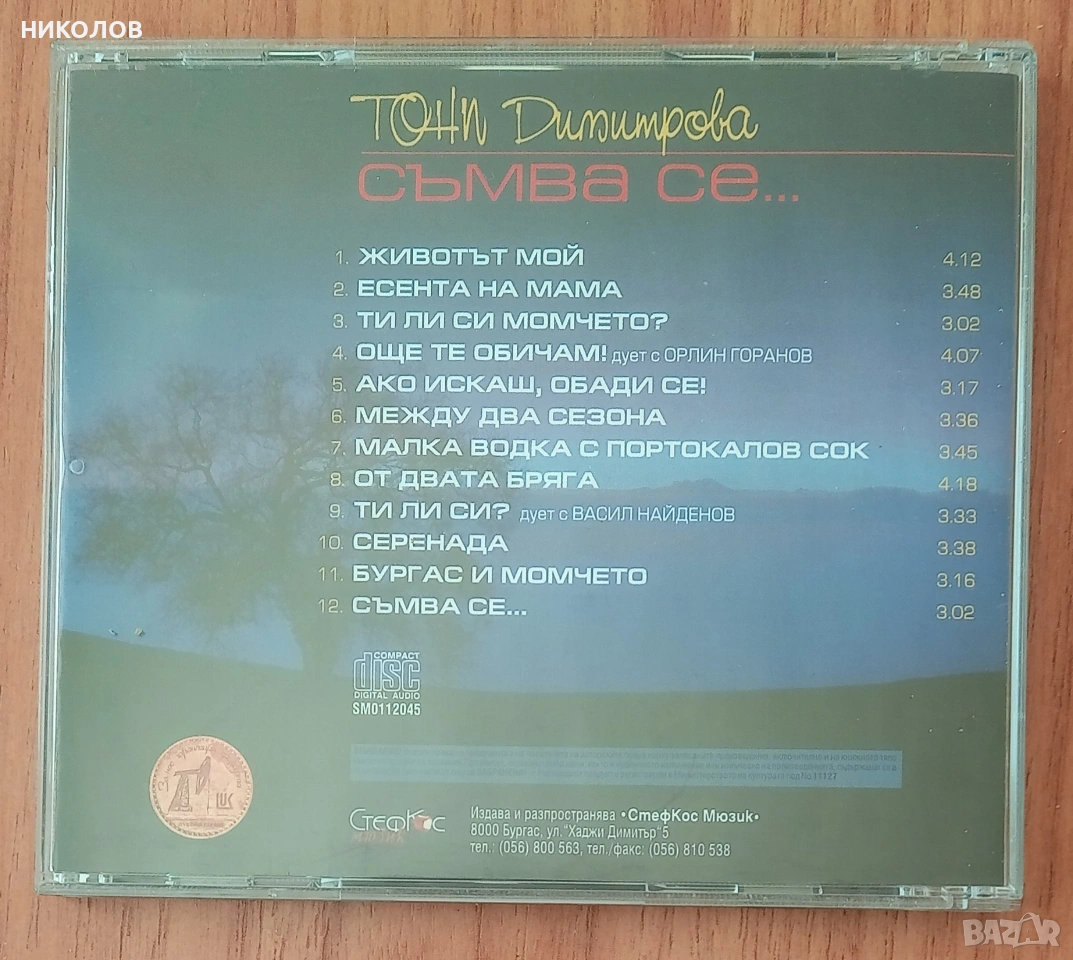 НИКОЛОВ
ТОНИ Димитрова
СЪМВА СЕ...
1. ЖИВОТЪТ МОЙ 4.12
2. ЕСЕНТА НА МАМА 3.48
3. ТИ ЛИ СИ МОМЧЕТО? 3.02
4. ОЩЕ ТЕ ОБИЧАМ! дует с ОРЛИН ГОРАНОВ 4.07
5. АКО ИСКАШ, ОБАДИ СЕ! 3.17
6. МЕЖДУ ДВА СЕЗОНА 3.36
7. МАЛКА ВОДКА С ПОРТОКАЛОВ СОК 3.45
8. ОТ ДВАТА БРЯГА 4.18
9. ТИ ЛИ СИ? дует с ВАСИЛ НАЙДЕНОВ 3.33
10. СЕРЕНАДА 3.38
11. БУРГАС И МОМЧЕТО 3.16
12. СЪМВА СЕ... 3.02
COMPACT
disc
DIGITAL AUDIO
SM0112045
СтефКос
Издава и разпространява •СтефКос Мюзик•
8000 Бургас, ул."Хаджи Димитър"5
тел.: (056) 800 563, тел./факс: (056) 810 538
BAZAR